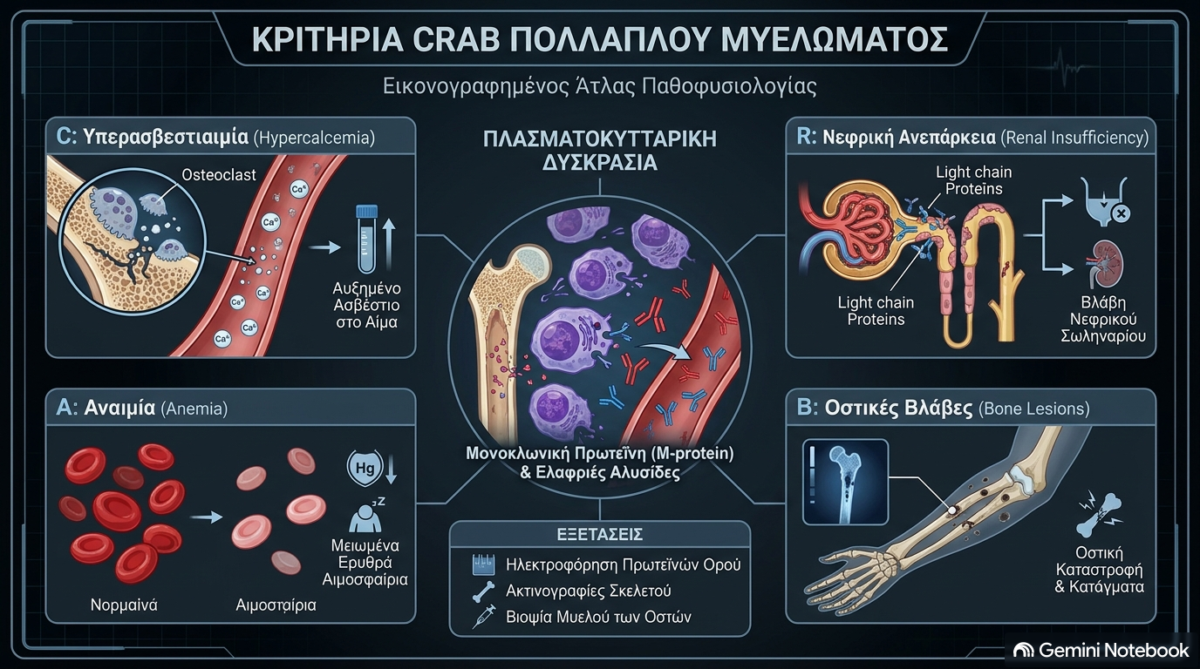 ΚΡΙΤΗΡΙΑ CRAB ΠΟΛΛΑΠΛΟΥ ΜΥΕΛΩΜΑΤΟΣ
Εικονογραφημένος Άτλας Παθοφυσιολογίας
C: Υπερασβεστιαιμία (Hypercalcemia)
Osteoclast
Αυξημένο
Ασβέστιο
στο Αίμα
ΠΛΑΣΜΑΤΟΚΥΤΤΑΡΙΚΗ
ΔΥΣΚΡΑΣΙΑ
Μονοκλωνική Πρωτεΐνη (M-protein)
& Ελαφριές Αλυσίδες
R: Νεφρική Ανεπάρκεια (Renal Insufficiency)
Light chain
Proteins
Light chain
Proteins
Βλάβη
Νεφρικού
Σωληναρίου
A: Αναιμία (Anemia)
Hg
Z
Μειωμένα
Ερυθρά
Αιμοσφαίρια
Νορμαίνά
Αιμοσταίρια
ΕΞΕΤΑΣΕΙΣ
Ηλεκτροφόρηση Πρωτεϊνών Ορού
Ακτινογραφίες Σκελετού
Βιοψία Μυελού των Οστών
B: Οστικές Βλάβες (Bone Lesions)
Οστική
Καταστροφή
& Κατάγματα
Gemini Notebook